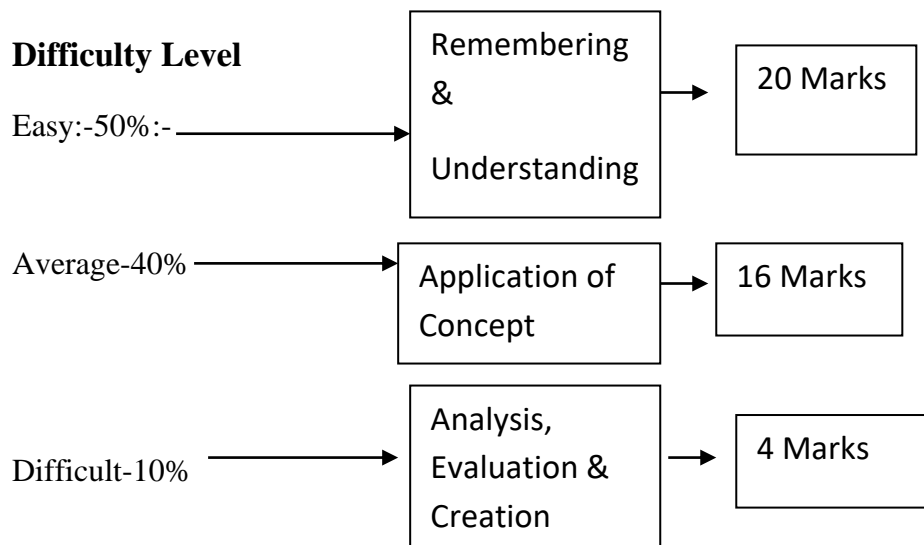 Difficulty Level
Easy:-50%:-
Remembering
&
Understanding
20 Marks
Average-40%
Application of
Concept
16 Marks
Difficult-10%
Analysis,
Evaluation &
Creation
4 Marks